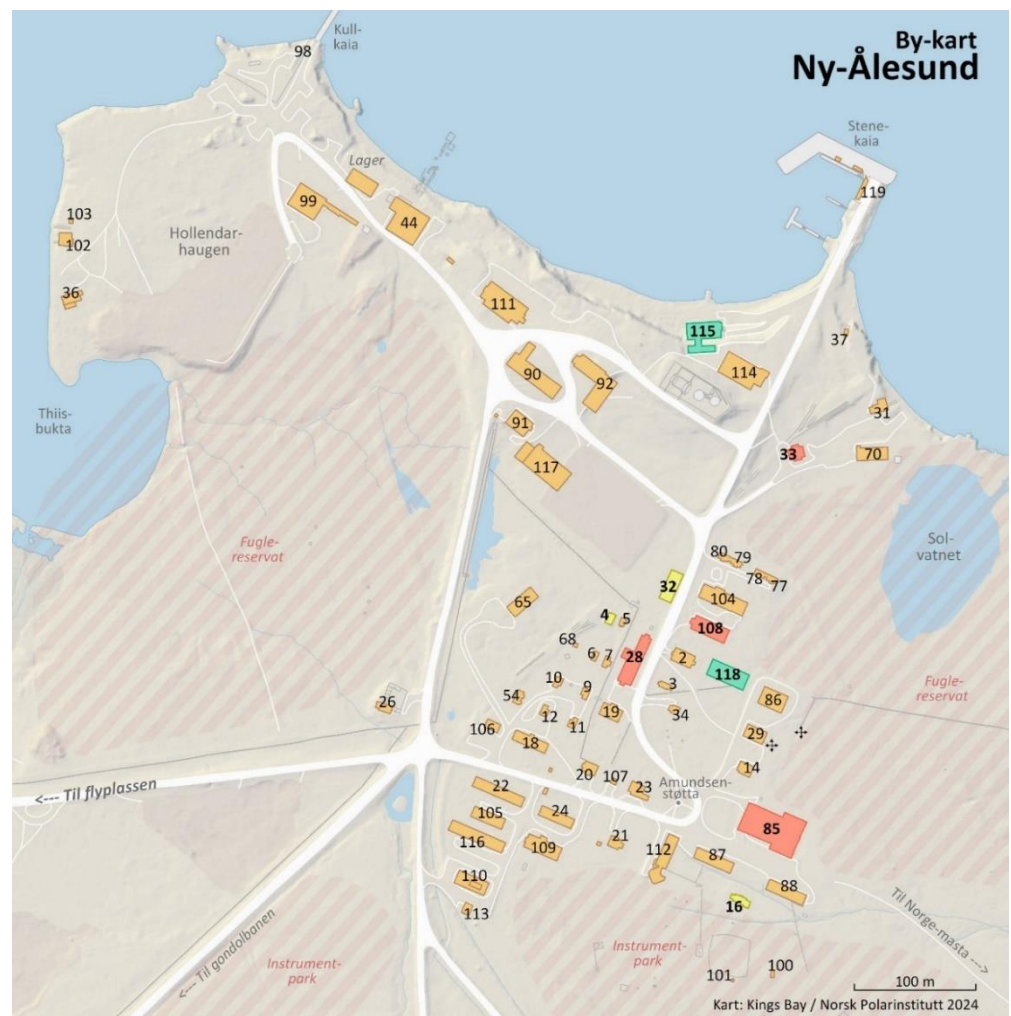 By-kart
Ny-Ålesund
Kull-
kaia
98
Stene-
kaia
119
Lager
99
44
103
102
Hollendar-
haugen
36
111
115
37
114
90
92
31
91
Thiis-
bukta
33
70
117
Fugle-
reservat
Sol-
vatnet
80
79
78
77
32
104
65
4
5
108
68
6
7
28
2
118
10
9
3
86
Fugle-
reservat
54
26
12
19
34
11
106
29
18
14
20
107
Amundsen-
støtta
23
<--- Til flyplassen
22
105
24
85
116
109
21
112
87
110
88
113
16
Til Norge-masta --->
<--- Til gondolbanen
Instrument-
park
Instrument-
park
101
100
100 m
Kart: Kings Bay / Norsk Polarinstitutt 2024